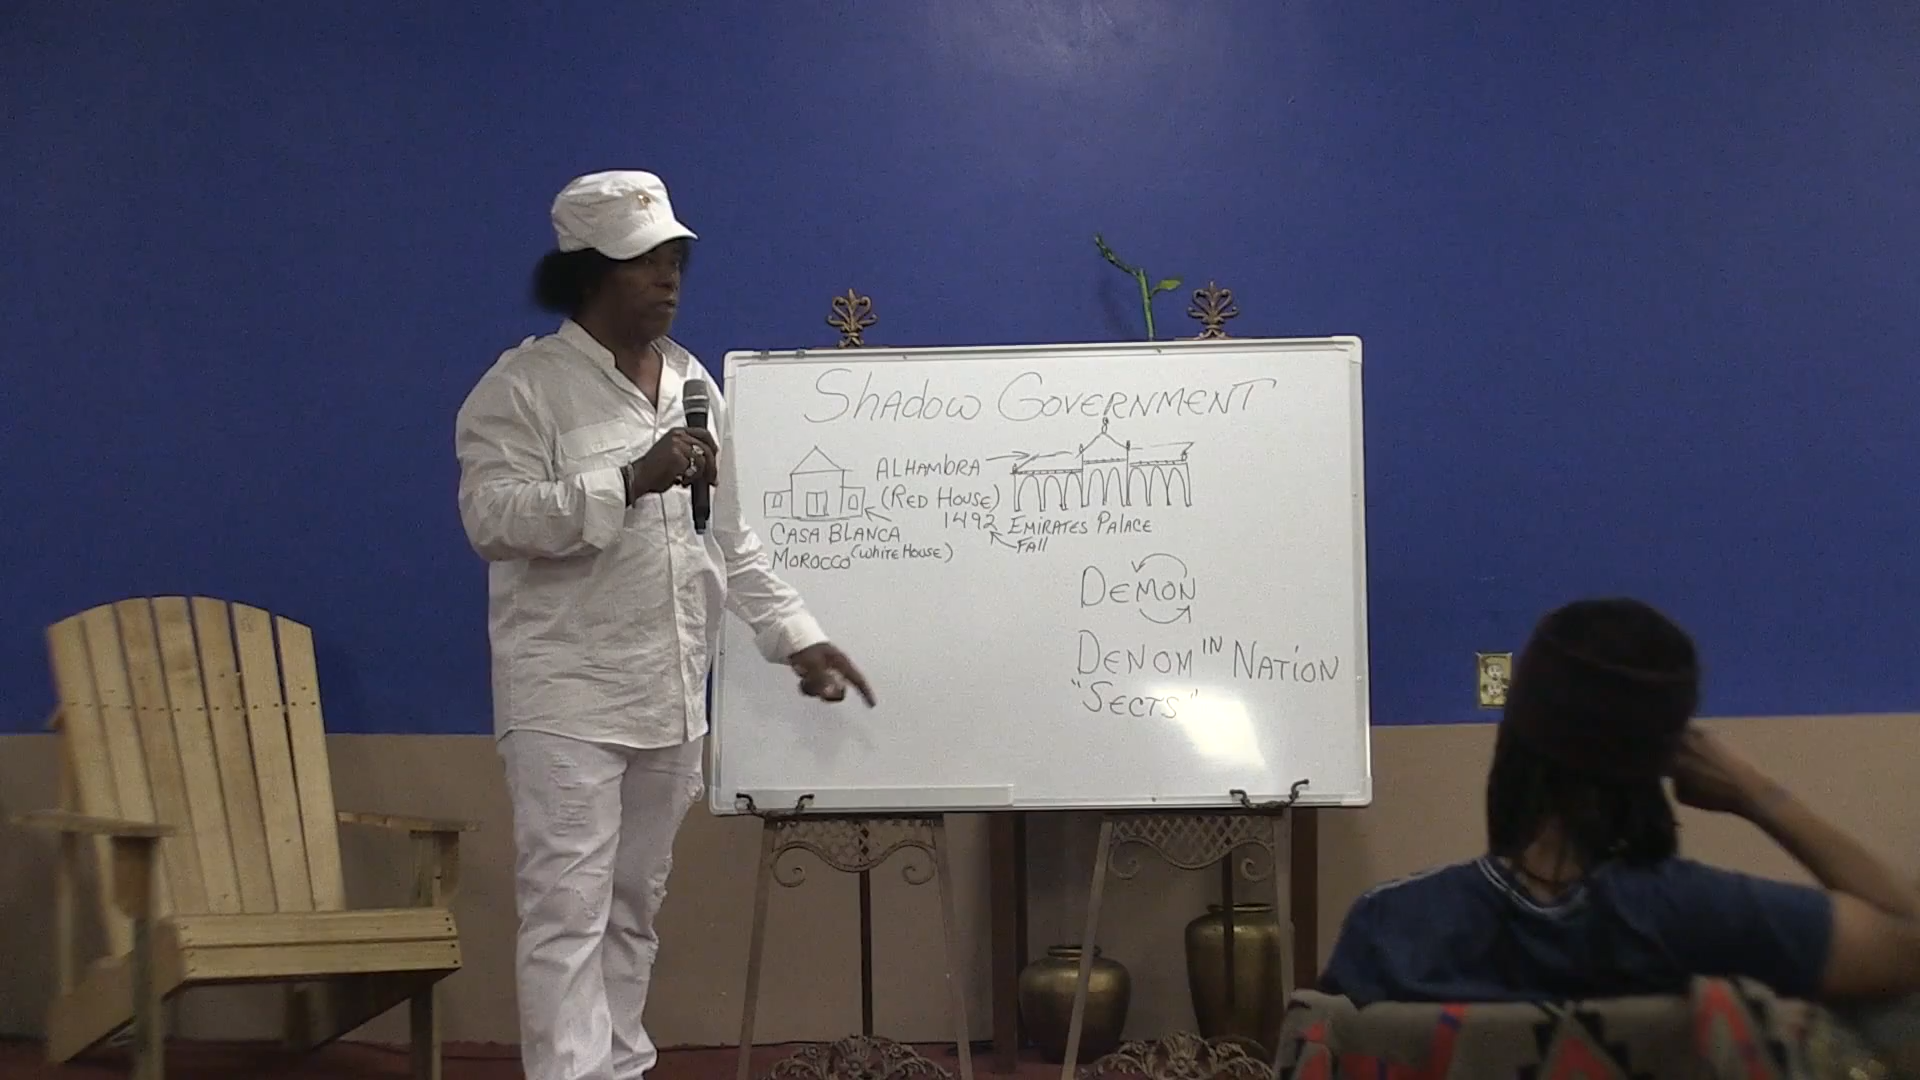 Shadow Government
ALHAMBRA
(RED HOUSE)
1492
Fall
EMIRATES PALACE
CASA BLANCA
MOROCCO (WHITE HOUSE)
DEMON
DENOM IN NATION
"SECTS"